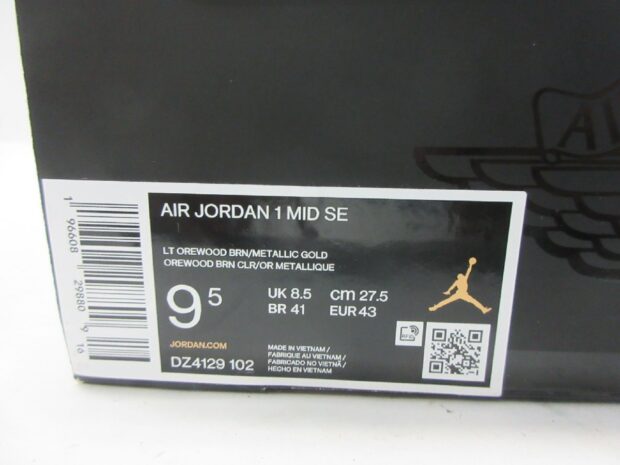 AIR JORDAN 1 MID SE
LT OREWOOD BRN/METALLIC GOLD
OREWOOD BRN CLR/OR METALLIQUE
9 5
UK 8.5 cm 27.5
BR 41 EUR 43
JORDAN.COM
DZ4129 102
MADE IN VIETNAM /
FABRIQUE AU VIETNAM /
FABRICADO NO VIETNÃ /
HECHO EN VIETNAM
RFID
1 96608 29880 9 16